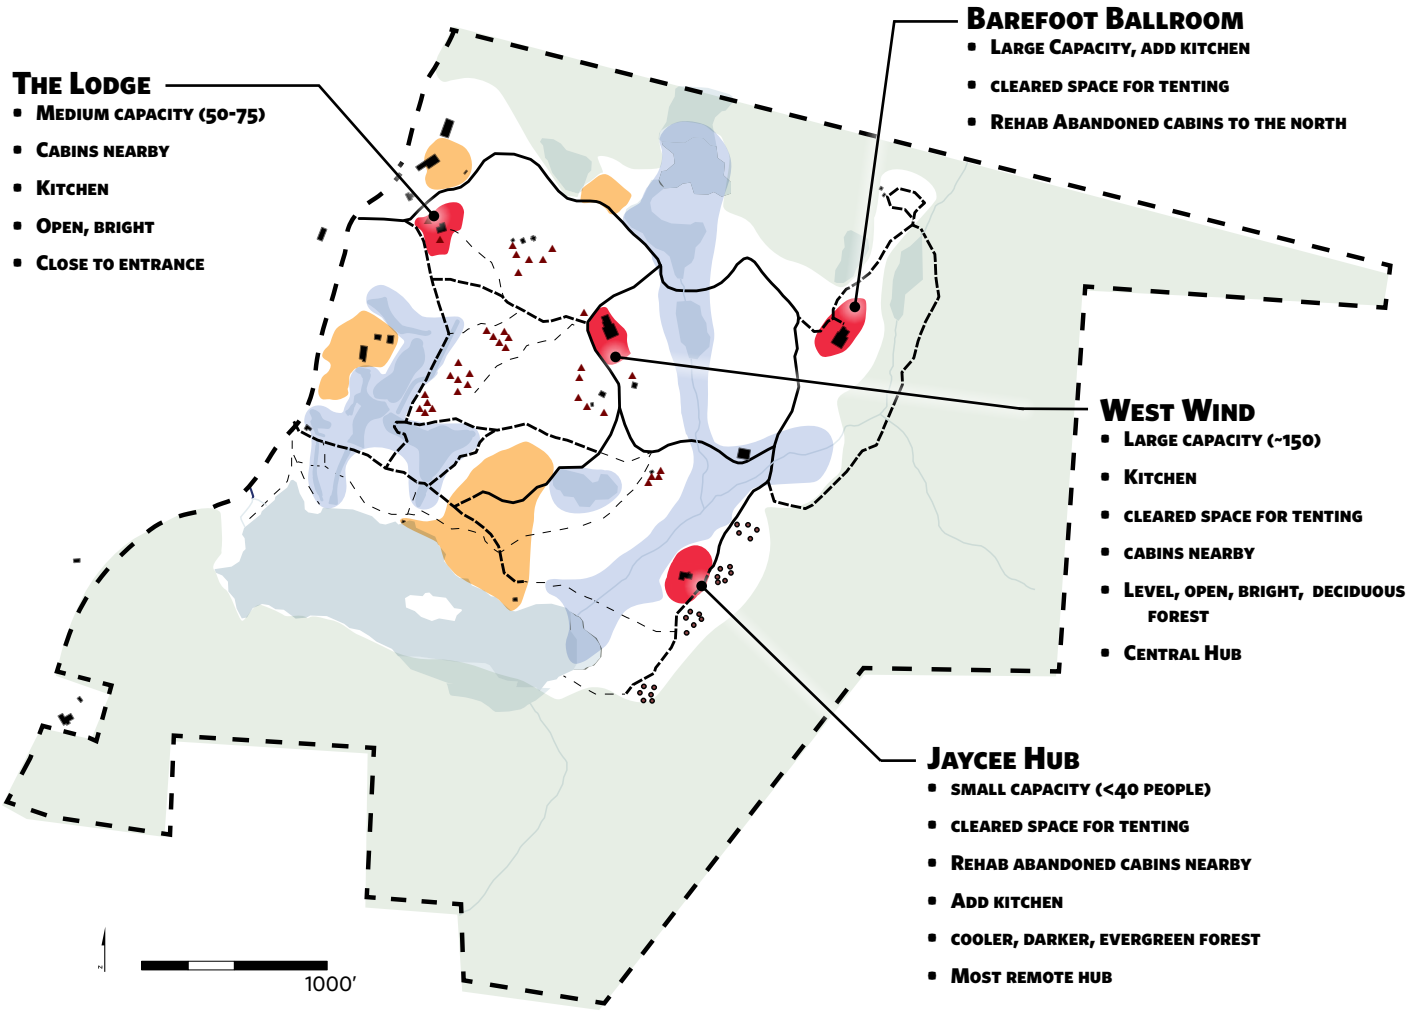 Barefoot Ballroom
Large Capacity, add kitchen
cleared space for tenting
Rehab Abandoned cabins to the north
The Lodge
Medium capacity (50-75)
Cabins nearby
Kitchen
Open, bright
Close to entrance
West Wind
Large capacity (~150)
Kitchen
cleared space for tenting
cabins nearby
Level, open, bright, deciduous
forest
Central Hub
Jaycee Hub
small capacity (<40 people)
cleared space for tenting
Rehab abandoned cabins nearby
Add kitchen
cooler, darker, evergreen forest
Most remote hub
N
1000'